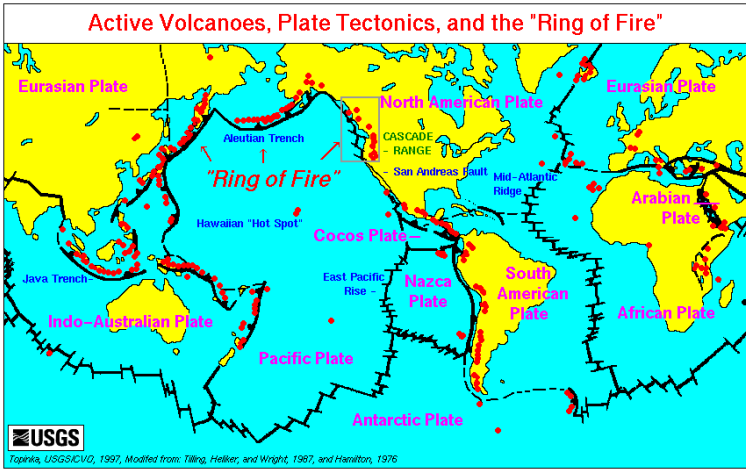 Active Volcanoes, Plate Tectonics, and the "Ring of Fire"
Eurasian Plate
Eurasian Plate
North American Plate
Aleutian Trench
CASCADE
RANGE
"Ring of Fire"
San Andreas Fault
Mid-Atlantic
Ridge
Arabian
Plate
Hawaiian "Hot Spot"
Cocos Plate
Java Trench
East Pacific
Rise
Nazca
Plate
South
American
Plate
African Plate
Indo-Australian Plate
Pacific Plate
Antarctic Plate
USGS
Topinka, USGS/CVO, 1997, Modified from: Tilling, Heliker, and Wright, 1987, and Hamilton, 1976